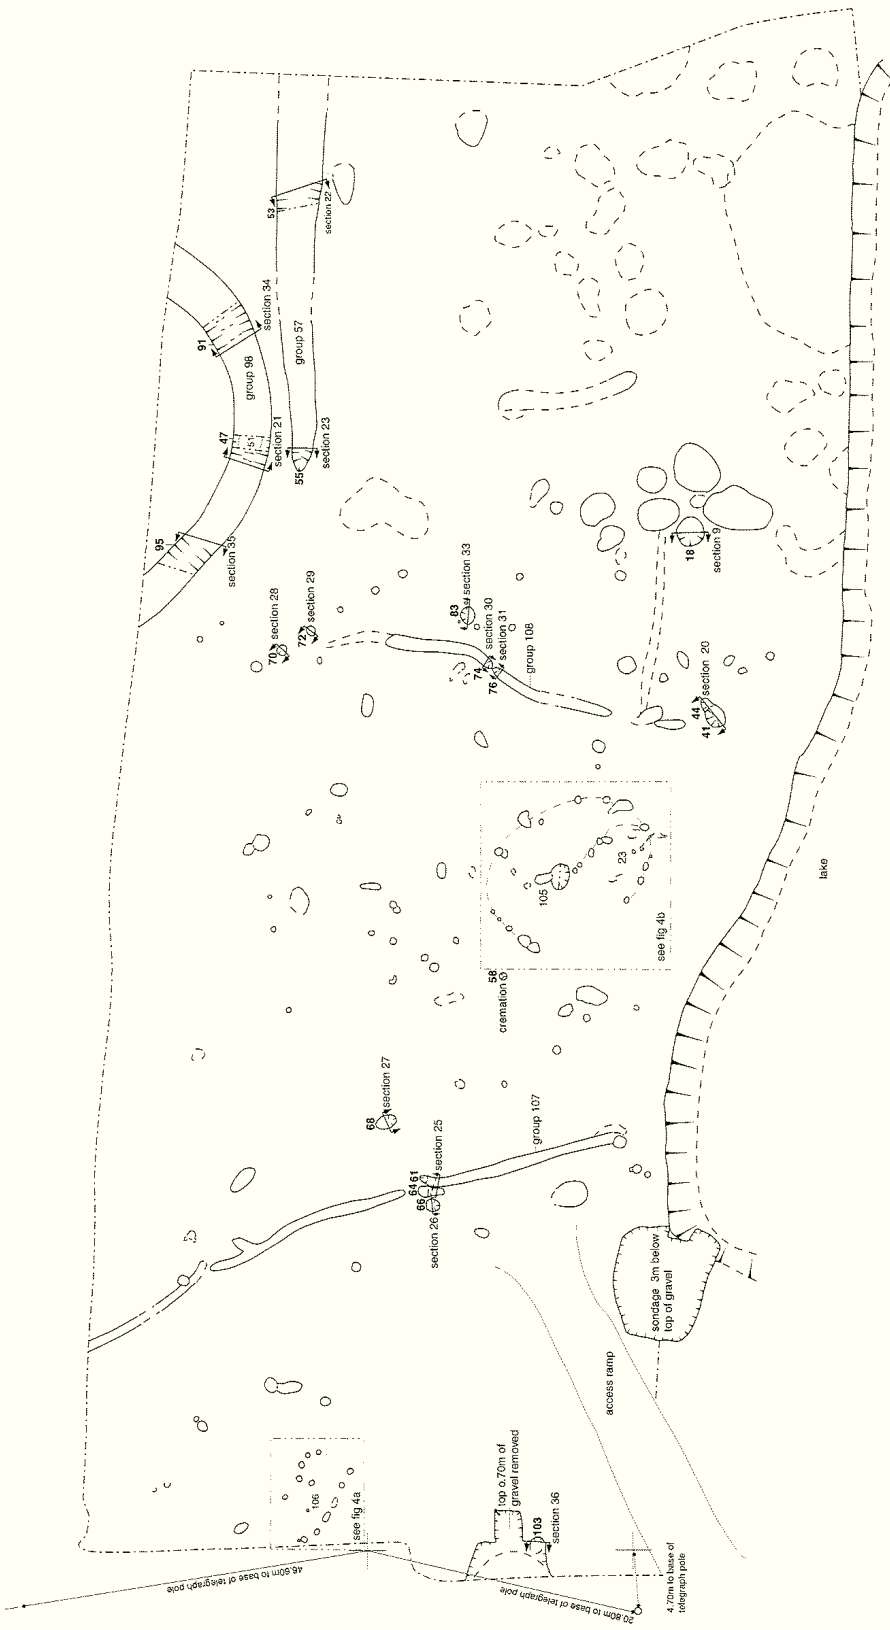 53
section 22
section 34
91
group 98
group 57
47
51
section 21
section 23
55
95
section 35
18
section 9
83
section 33
section 28
70
section 29
72
section 30
section 31
74
76
group 108
section 20
44
41
lake
105
23
see fig 4b
58
cremation
section 27
68
group 107
section 25
61
64
66
section 26
sondage 3m below
top of gravel
access ramp
106
see fig 4a
top o.70m of
gravel removed
103
section 36
46.60m to base of telegraph pole
20.80m to base of telegraph pole
4.70m to base of
telegraph pole